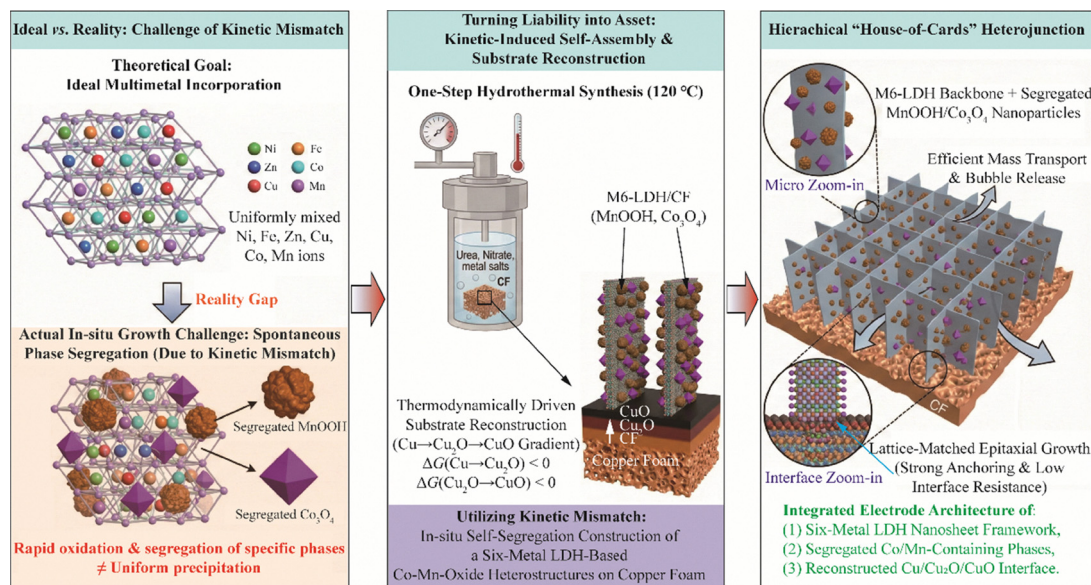 Ideal vs. Reality: Challenge of Kinetic Mismatch
Theoretical Goal:
Ideal Multimetal Incorporation
Ni
Fe
Zn
Co
Cu
Mn
Uniformly mixed
Ni, Fe, Zn, Cu,
Co, Mn ions
Reality Gap
Actual In-situ Growth Challenge: Spontaneous
Phase Segregation (Due to Kinetic Mismatch)
Segregated MnOOH
Segregated Co₃O₄
Rapid oxidation & segregation of specific phases
≠ Uniform precipitation
Turning Liability into Asset:
Kinetic-Induced Self-Assembly &
Substrate Reconstruction
One-Step Hydrothermal Synthesis (120 °C)
M6-LDH/CF
(MnOOH, Co₃O₄)
Urea, Nitrate,
metal salts
CF
Thermodynamically Driven
Substrate Reconstruction
(Cu→Cu₂O→CuO Gradient)
ΔG(Cu→Cu₂O) < 0
ΔG(Cu₂O→CuO) < 0
CuO
Cu₂O
CF
Copper Foam
Utilizing Kinetic Mismatch:
In-situ Self-Segregation Construction of
a Six-Metal LDH-Based
Co-Mn-Oxide Heterostructures on Copper Foam
Hierachical “House-of-Cards” Heterojunction
M6-LDH Backbone + Segregated
MnOOH/Co₃O₄ Nanoparticles
Micro Zoom-in
Efficient Mass Transport
& Bubble Release
CF
Interface Zoom-in
Lattice-Matched Epitaxial Growth
(Strong Anchoring & Low
Interface Resistance)
Integrated Electrode Architecture of:
(1) Six-Metal LDH Nanosheet Framework,
(2) Segregated Co/Mn-Containing Phases,
(3) Reconstructed Cu/Cu₂O/CuO Interface.